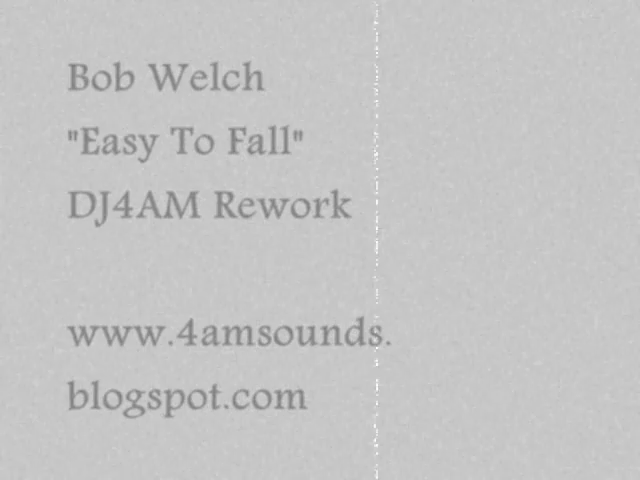 Bob Welch
"Easy To Fall"
DJ4AM Rework
www.4amsounds.
blogspot.com